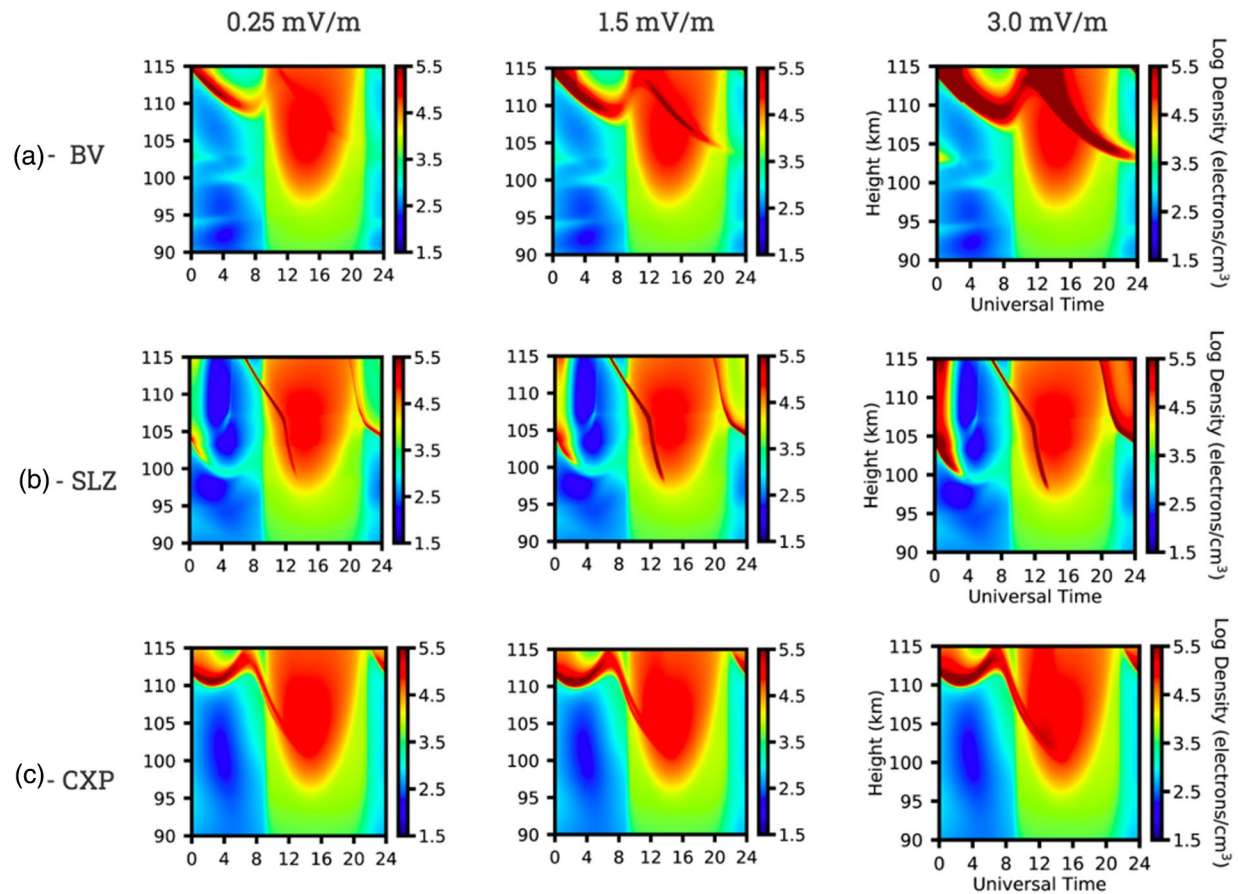 0.25 mV/m 1.5 mV/m 3.0 mV/m
(a)- BV
115 110 105 100 95 90
0 4 8 12 16 20 24
5.5 4.5 3.5 2.5 1.5
115 110 105 100 95 90
0 4 8 12 16 20 24
5.5 4.5 3.5 2.5 1.5
Height (km)
115 110 105 100 95 90
0 4 8 12 16 20 24
Universal Time
5.5 4.5 3.5 2.5 1.5
Log Density (electrons/cm³)
(b) - SLZ
115 110 105 100 95 90
0 4 8 12 16 20 24
5.5 4.5 3.5 2.5 1.5
115 110 105 100 95 90
0 4 8 12 16 20 24
5.5 4.5 3.5 2.5 1.5
Height (km)
115 110 105 100 95 90
0 4 8 12 16 20 24
Universal Time
5.5 4.5 3.5 2.5 1.5
Log Density (electrons/cm³)
(c)- CXP
115 110 105 100 95 90
0 4 8 12 16 20 24
5.5 4.5 3.5 2.5 1.5
115 110 105 100 95 90
0 4 8 12 16 20 24
5.5 4.5 3.5 2.5 1.5
Height (km)
115 110 105 100 95 90
0 4 8 12 16 20 24
Universal Time
5.5 4.5 3.5 2.5 1.5
Log Density (electrons/cm³)